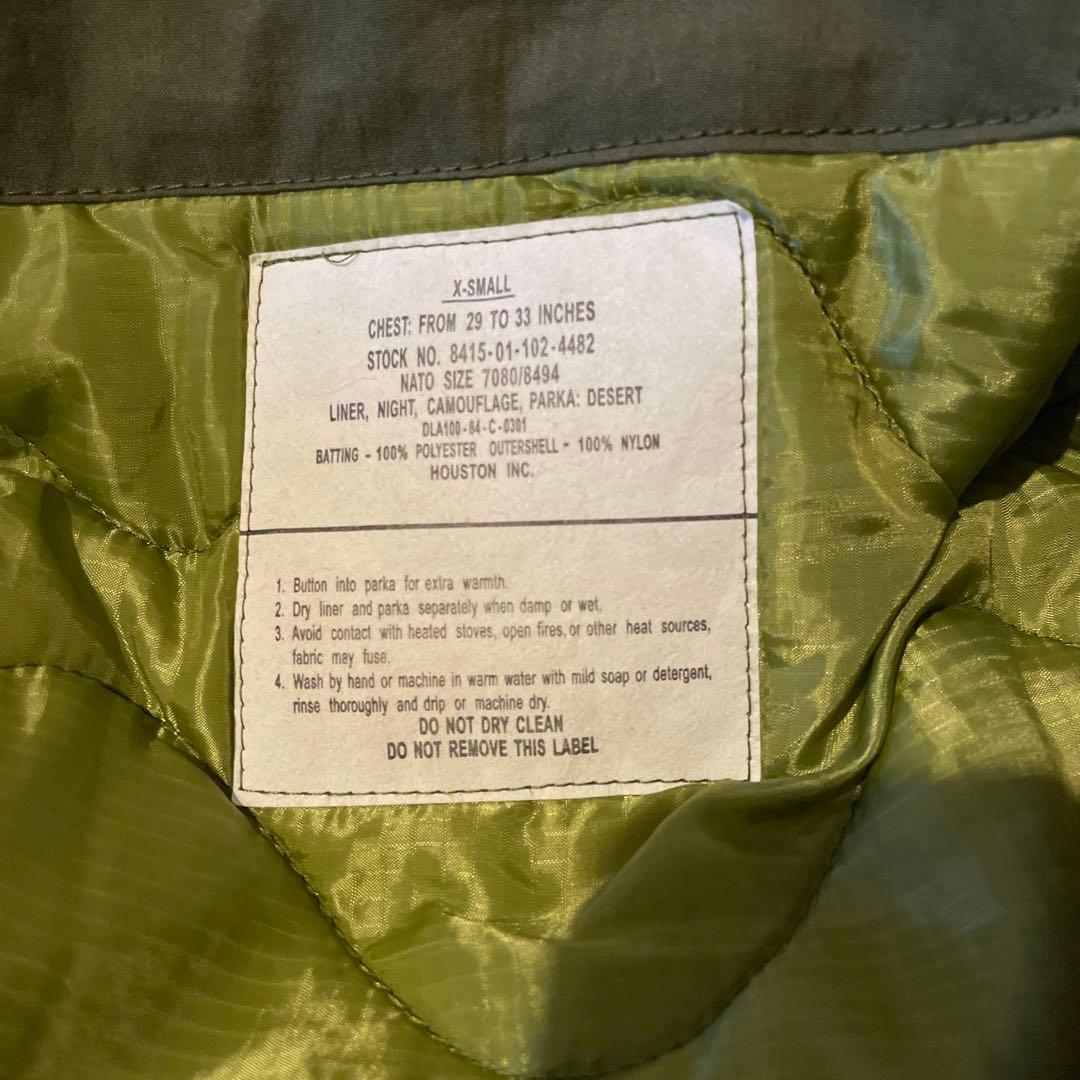 X-SMALL
CHEST: FROM 29 TO 33 INCHES
STOCK NO. 8415-01-102-4482
NATO SIZE 7080/8494
LINER, NIGHT, CAMOUFLAGE, PARKA: DESERT
DLA100-84-C-0301
BATTING - 100% POLYESTER OUTERSHELL - 100% NYLON
HOUSTON INC.
1. Button into parka for extra warmth.
2. Dry liner and parka separately when damp or wet.
3. Avoid contact with heated stoves, open fires, or other heat sources,
fabric may fuse.
4. Wash by hand or machine in warm water with mild soap or detergent,
rinse thoroughly and drip or machine dry.
DO NOT DRY CLEAN
DO NOT REMOVE THIS LABEL